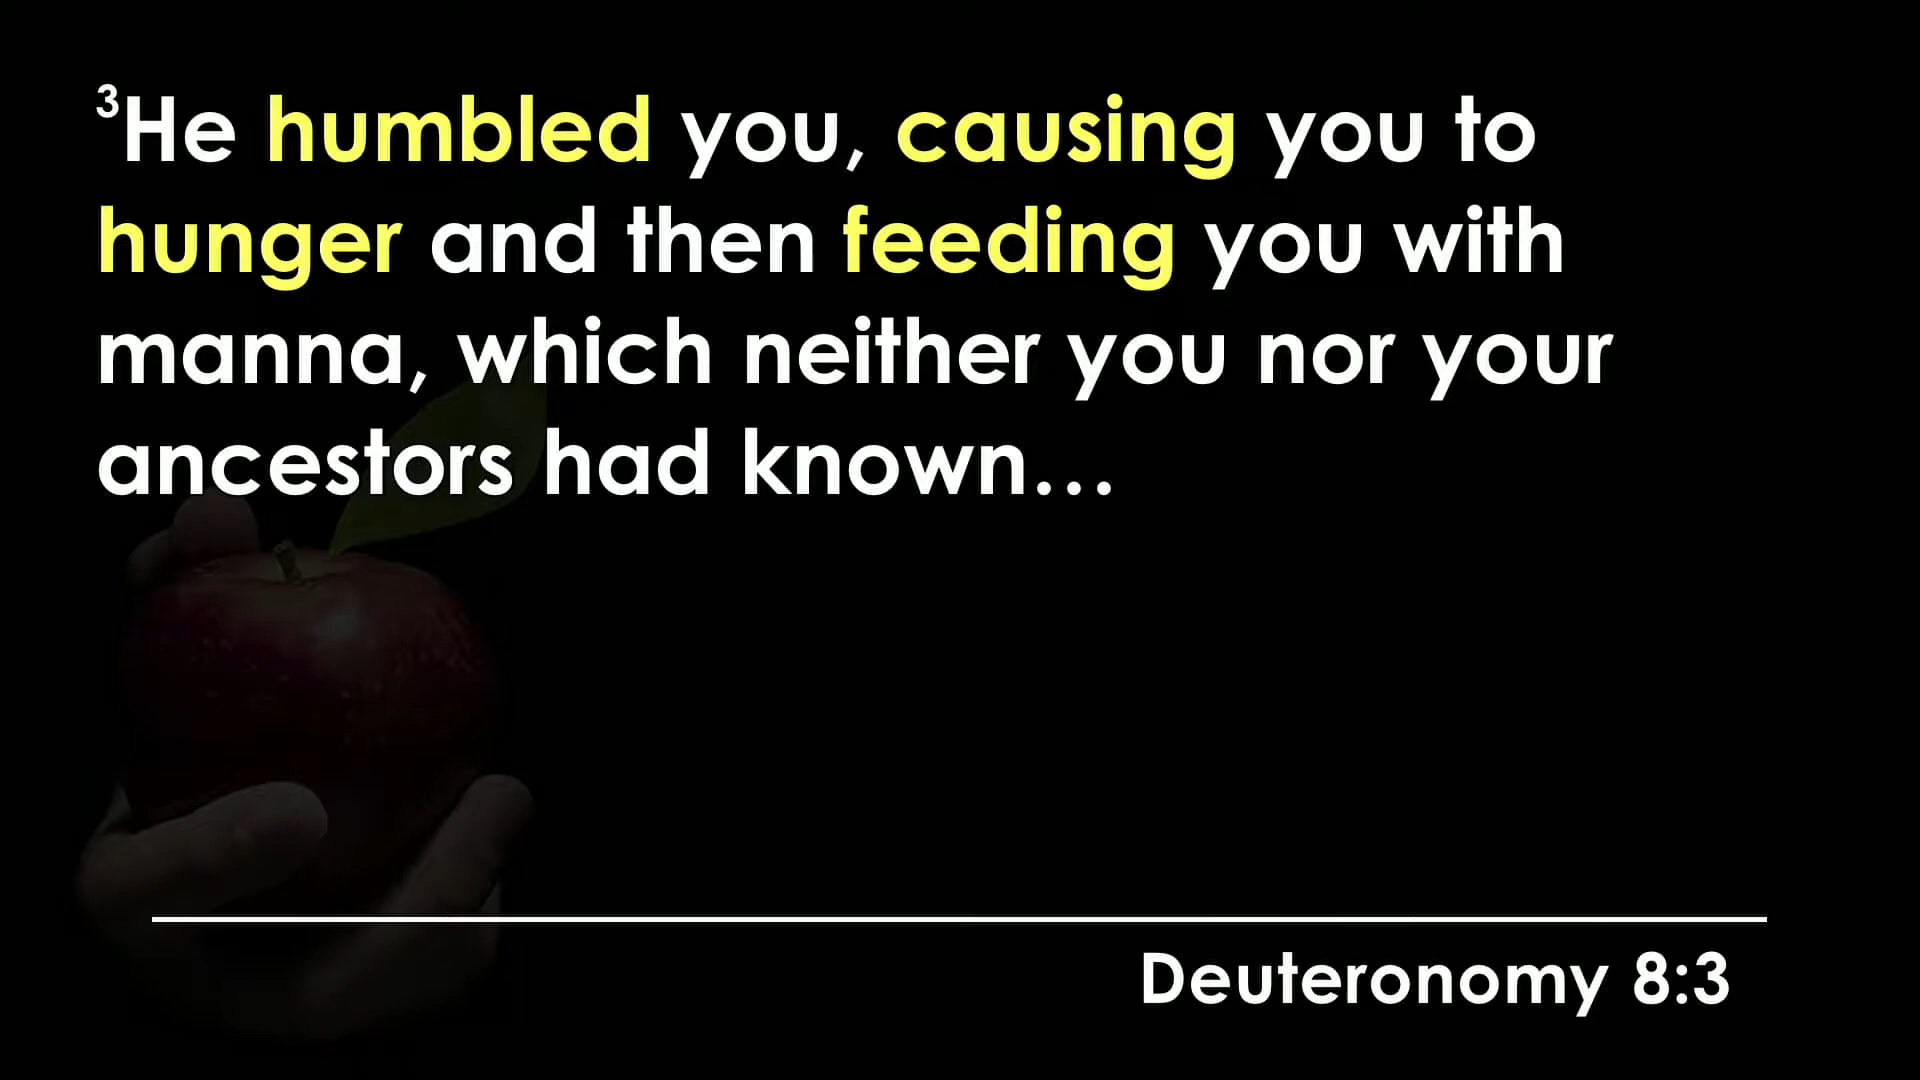 ³He humbled you, causing you to
hunger and then feeding you with
manna, which neither you nor your
ancestors had known…
Deuteronomy 8:3